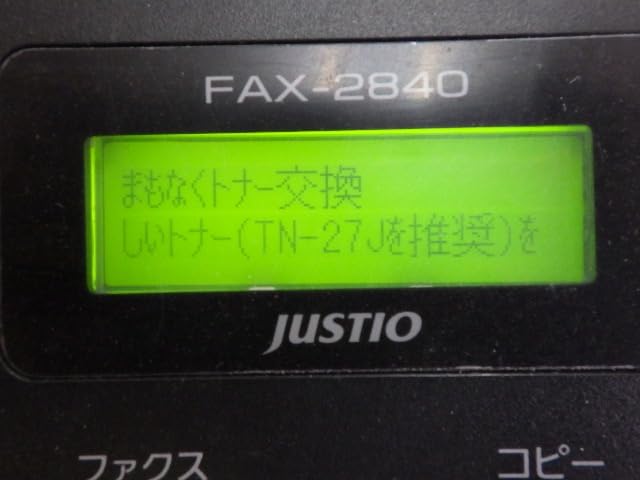 FAX-2840
まもなくトナー交換
しいトナー(TN-27Jを推奨)を
JUSTIO
ファクス
コピー